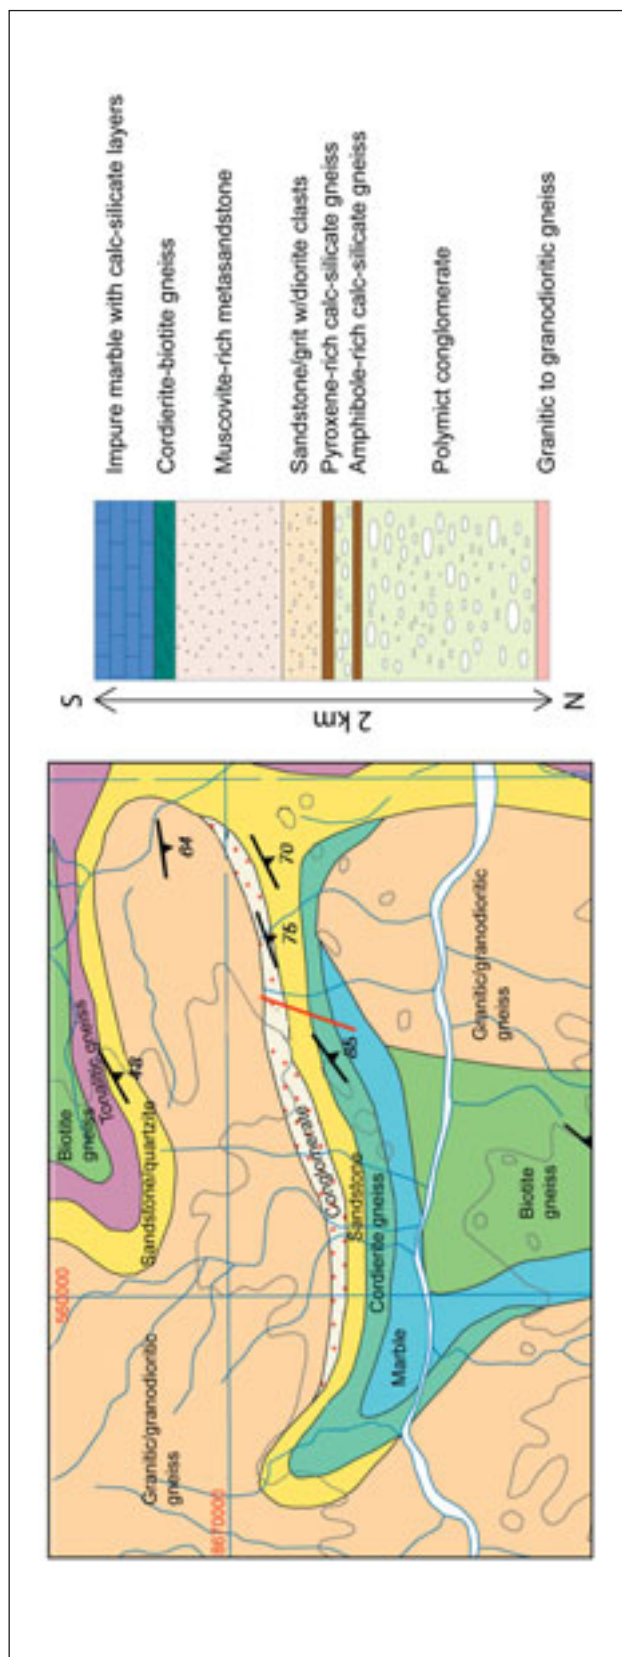 560000
8670000
Granitic/granodioritic
gneiss
Biotite
gneiss
Tonalitic gneiss
Sandstone/quartzite
48
64
Conglomerate
Sandstone
Cordierite gneiss
Marble
75
70
65
Biotite
gneiss
Granitic/granodioritic
gneiss
S
2 km
N
Impure marble with calc-silicate layers
Cordierite-biotite gneiss
Muscovite-rich metasandstone
Sandstone/grit w/diorite clasts
Pyroxene-rich calc-silicate gneiss
Amphibole-rich calc-silicate gneiss
Polymict conglomerate
Granitic to granodioritic gneiss